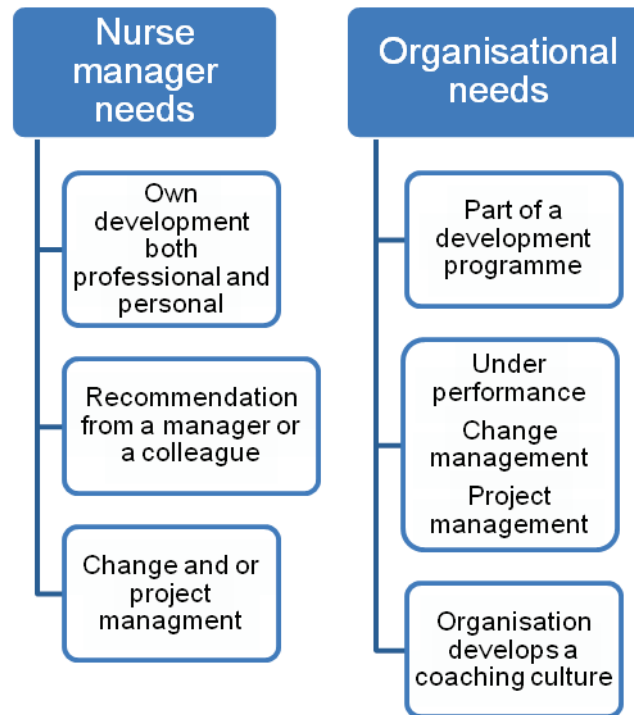 Nurse
manager
needs
Own
development
both
professional and
personal
Recommendation
from a manager or
a colleague
Change and or
project
managment
Organisational
needs
Part of a
development
programme
Under
performance
Change
management
Project
management
Organisation
develops a
coaching culture